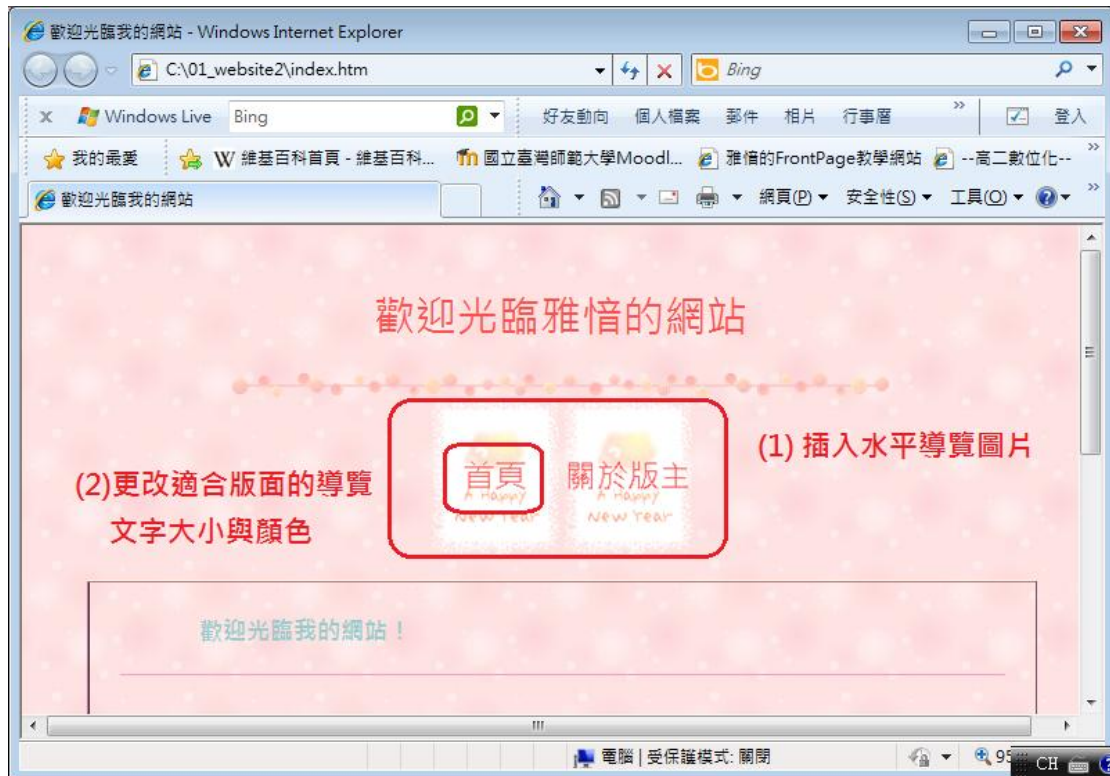 歡迎光臨我的網站 - Windows Internet Explorer
C:\01_website2\index.htm
Bing
x Windows Live Bing 好友動向 個人檔案 郵件 相片 行事曆 » 登入
我的最愛 W 維基百科首頁 - 維基百科... 國立臺灣師範大學Moodl... 雅愔的FrontPage教學網站 --高二數位化-- »
歡迎光臨我的網站 網頁(P) 安全性(S) 工具(O) »
歡迎光臨雅愔的網站
(1) 插入水平導覽圖片
首頁 關於版主
A Happy New Year A Happy New Year
(2)更改適合版面的導覽
文字大小與顏色
歡迎光臨我的網站！
電腦 | 受保護模式: 關閉
CH